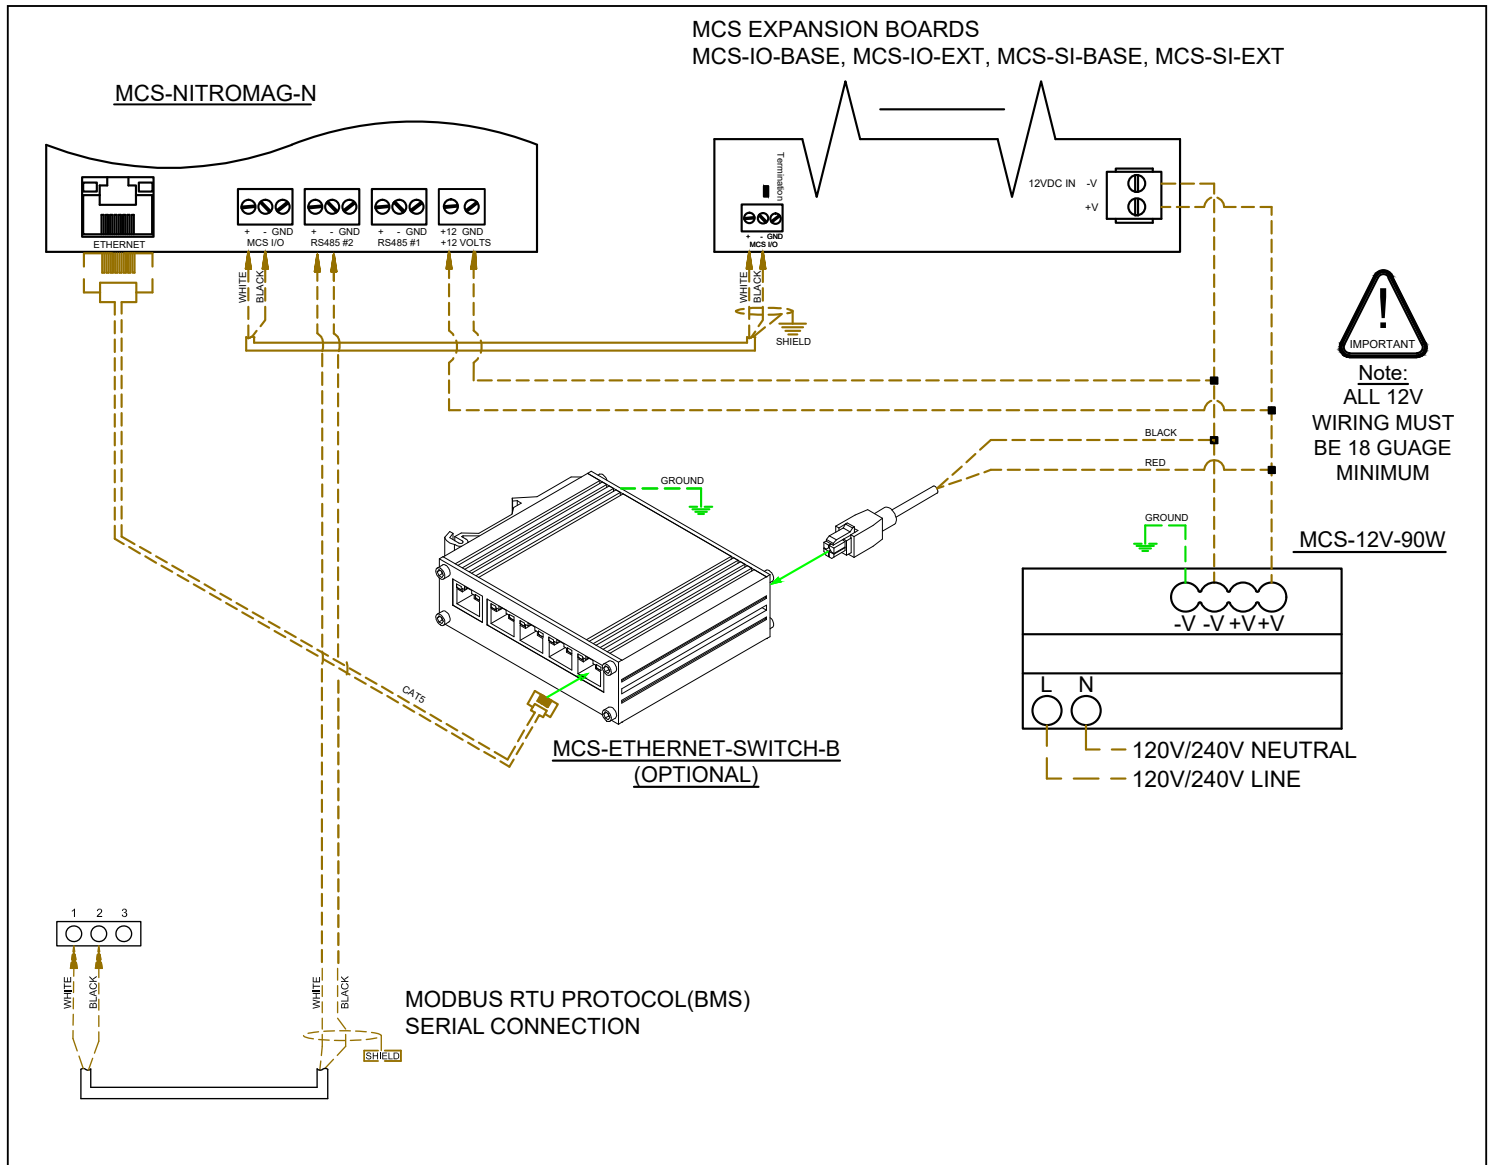 MCS EXPANSION BOARDS
MCS-IO-BASE, MCS-IO-EXT, MCS-SI-BASE, MCS-SI-EXT
MCS-NITROMAG-N
ETHERNET
+ - GND
MCS I/O
+ - GND
RS485 #2
+ - GND
RS485 #1
+12 GND
+12 VOLTS
WHITE
BLACK
Termination
+ - GND
MCS I/O
WHITE
BLACK
SHIELD
12VDC IN -V
+V
!
IMPORTANT
Note:
ALL 12V
WIRING MUST
BE 18 GUAGE
MINIMUM
BLACK
RED
GROUND
GROUND
MCS-12V-90W
-V -V +V +V
L N
120V/240V NEUTRAL
120V/240V LINE
CAT5
MCS-ETHERNET-SWITCH-B
(OPTIONAL)
1 2 3
WHITE
BLACK
WHITE
BLACK
SHIELD
MODBUS RTU PROTOCOL(BMS)
SERIAL CONNECTION